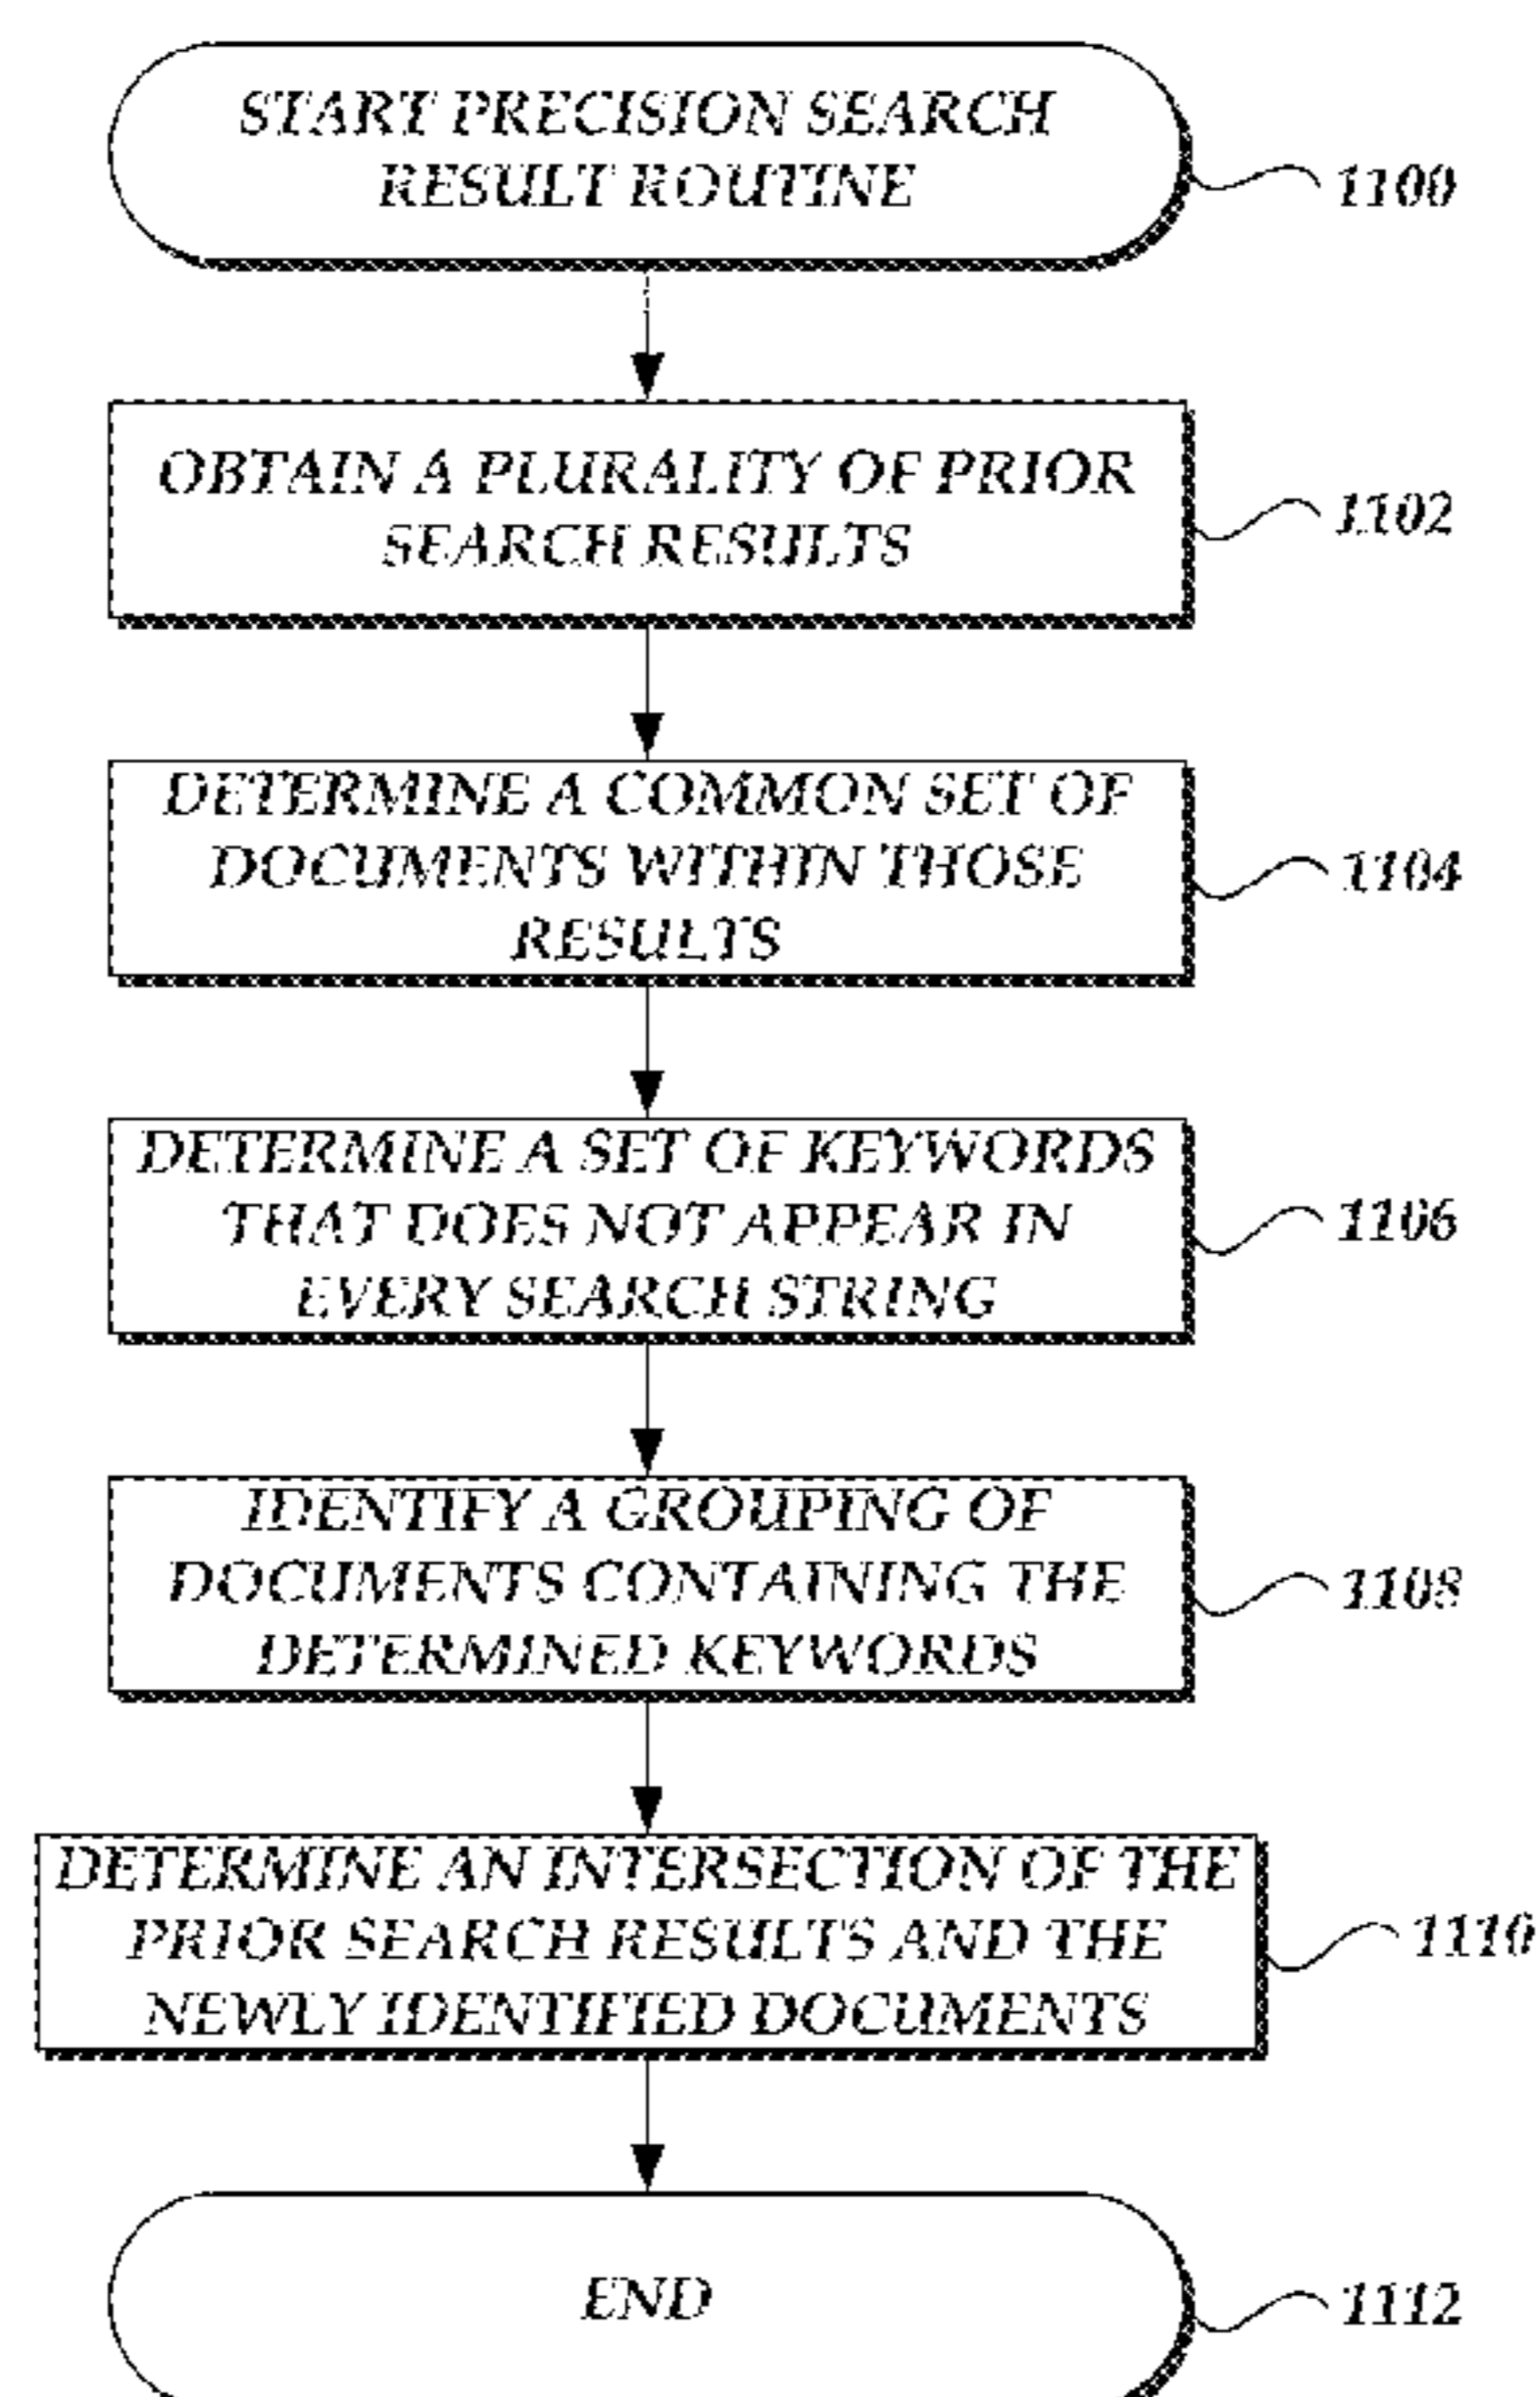 START PRECISION SEARCH
RESULT ROUTINE
1100
OBTAIN A PLURALITY OF PRIOR
SEARCH RESULTS
1102
DETERMINE A COMMON SET OF
DOCUMENTS WITHIN THOSE
RESULTS
1104
DETERMINE A SET OF KEYWORDS
THAT DOES NOT APPEAR IN
EVERY SEARCH STRING
1106
IDENTIFY A GROUPING OF
DOCUMENTS CONTAINING THE
DETERMINED KEYWORDS
1108
DETERMINE AN INTERSECTION OF THE
PRIOR SEARCH RESULTS AND THE
NEWLY IDENTIFIED DOCUMENTS
1110
END
1112